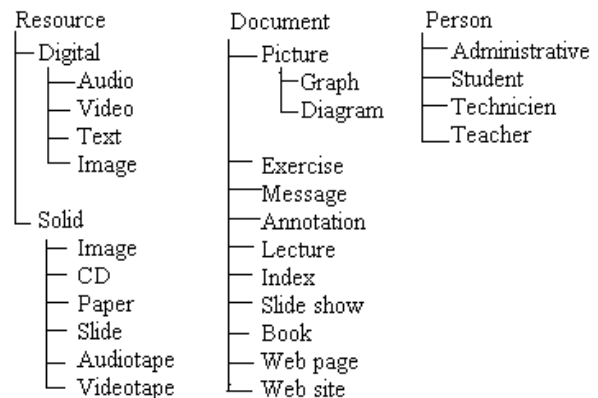 Resource
Digital
Audio
Video
Text
Image
Solid
Image
CD
Paper
Slide
Audiotape
Videotape
Document
Picture
Graph
Diagram
Exercise
Message
Annotation
Lecture
Index
Slide show
Book
Web page
Web site
Person
Administrative
Student
Technicien
Teacher